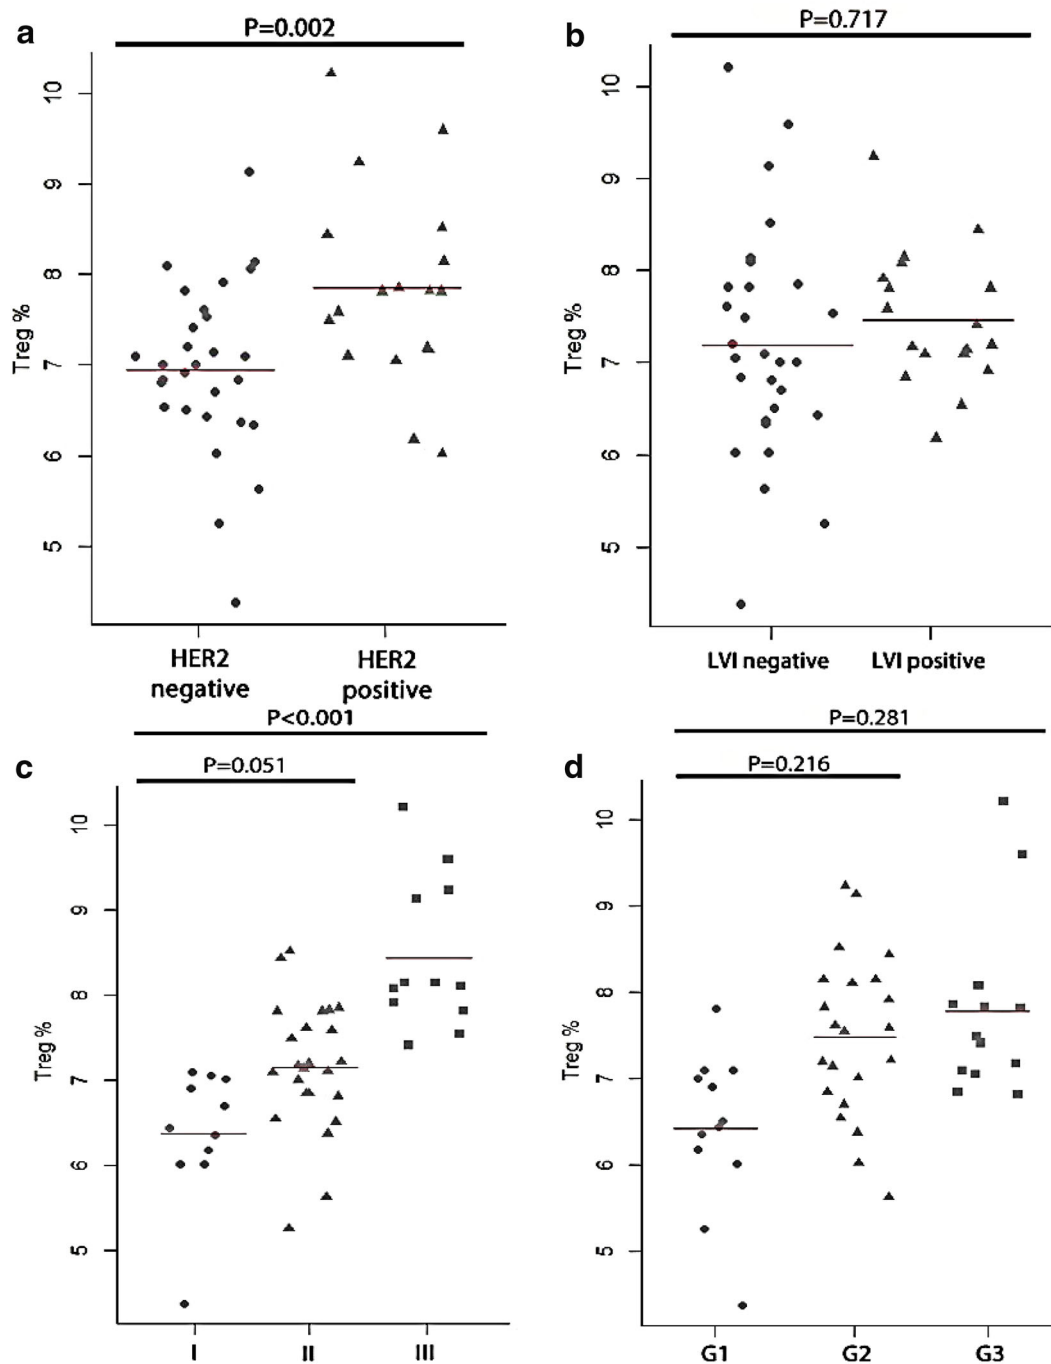 a
P=0.002
10
9
8
7
6
5
Treg %
HER2
negative
HER2
positive
b
P=0.717
10
9
8
7
6
5
Treg %
LVI negative
LVI positive
c
P<0.001
P=0.051
10
9
8
7
6
5
Treg %
I
II
III
d
P=0.281
P=0.216
10
9
8
7
6
5
Treg %
G1
G2
G3